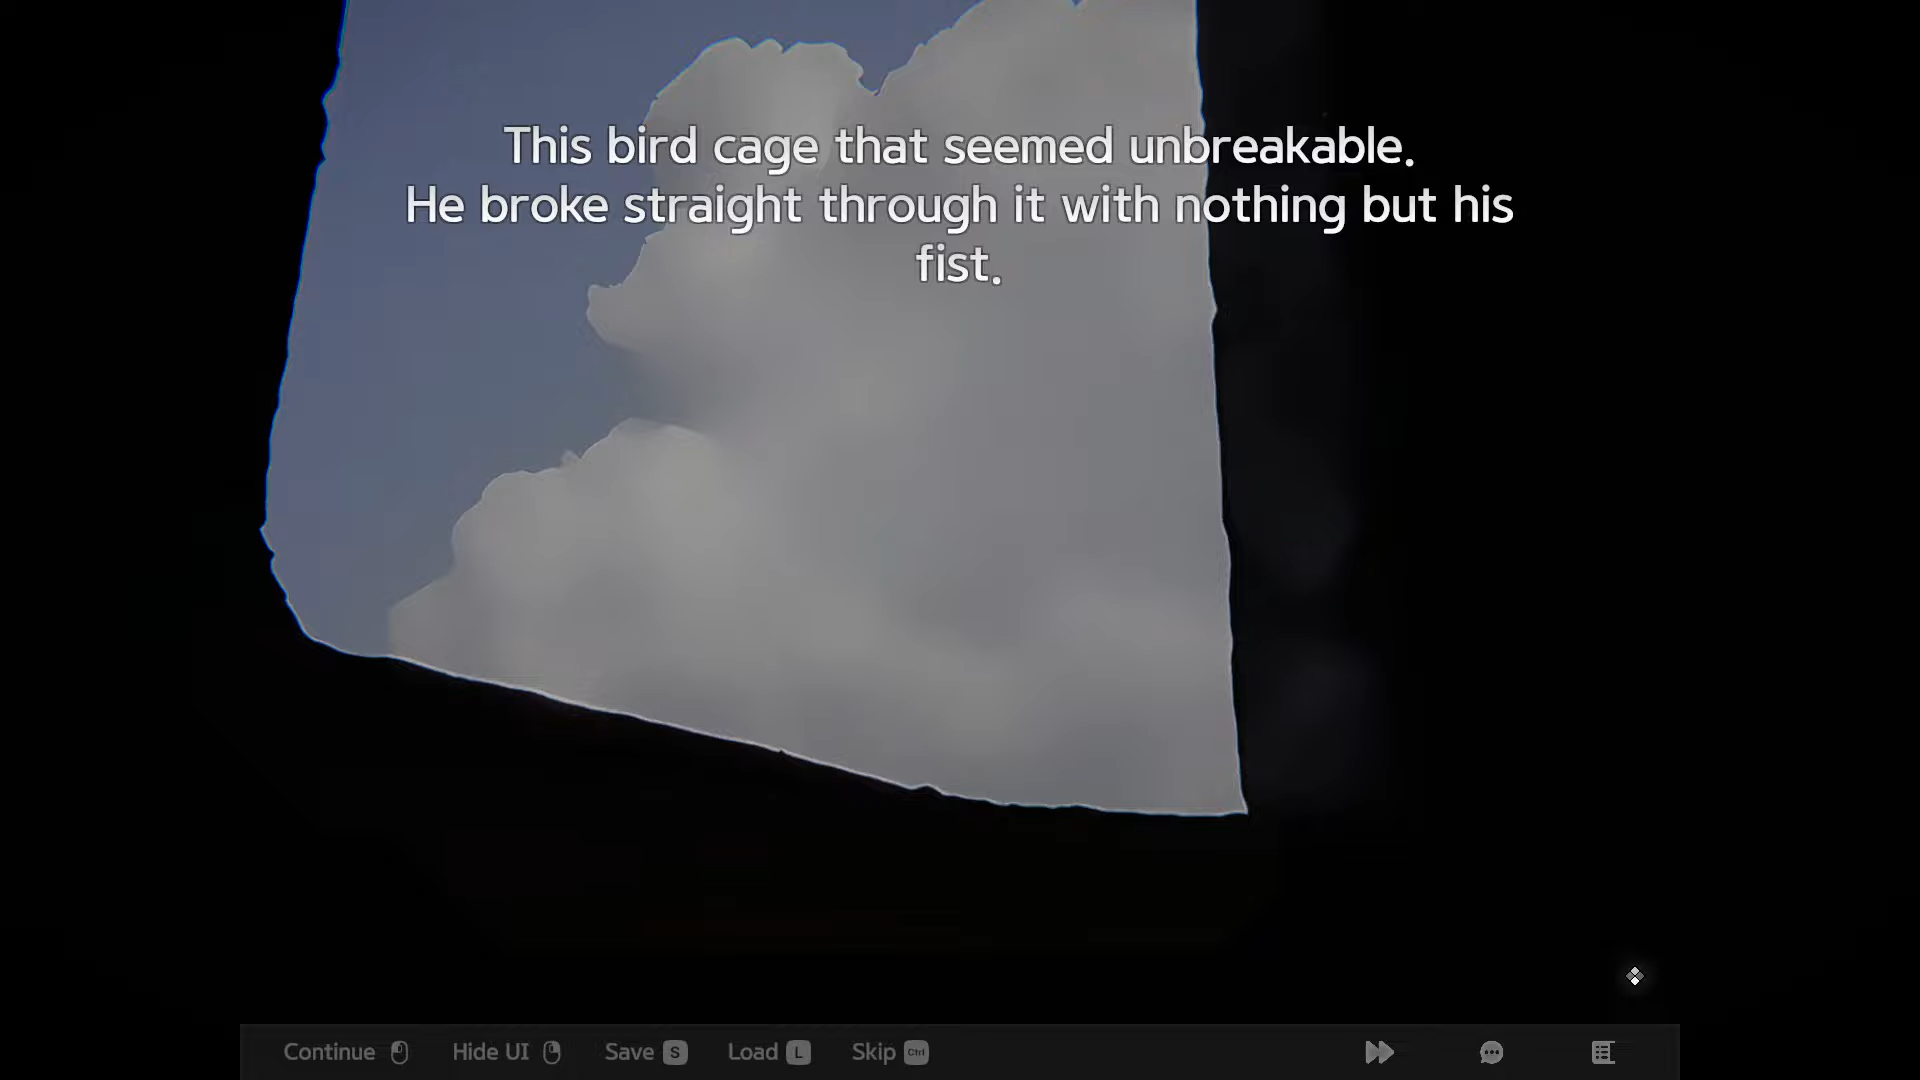 This bird cage that seemed unbreakable.
He broke straight through it with nothing but his
fist.
Continue Hide UI Save S Load L Skip Ctrl